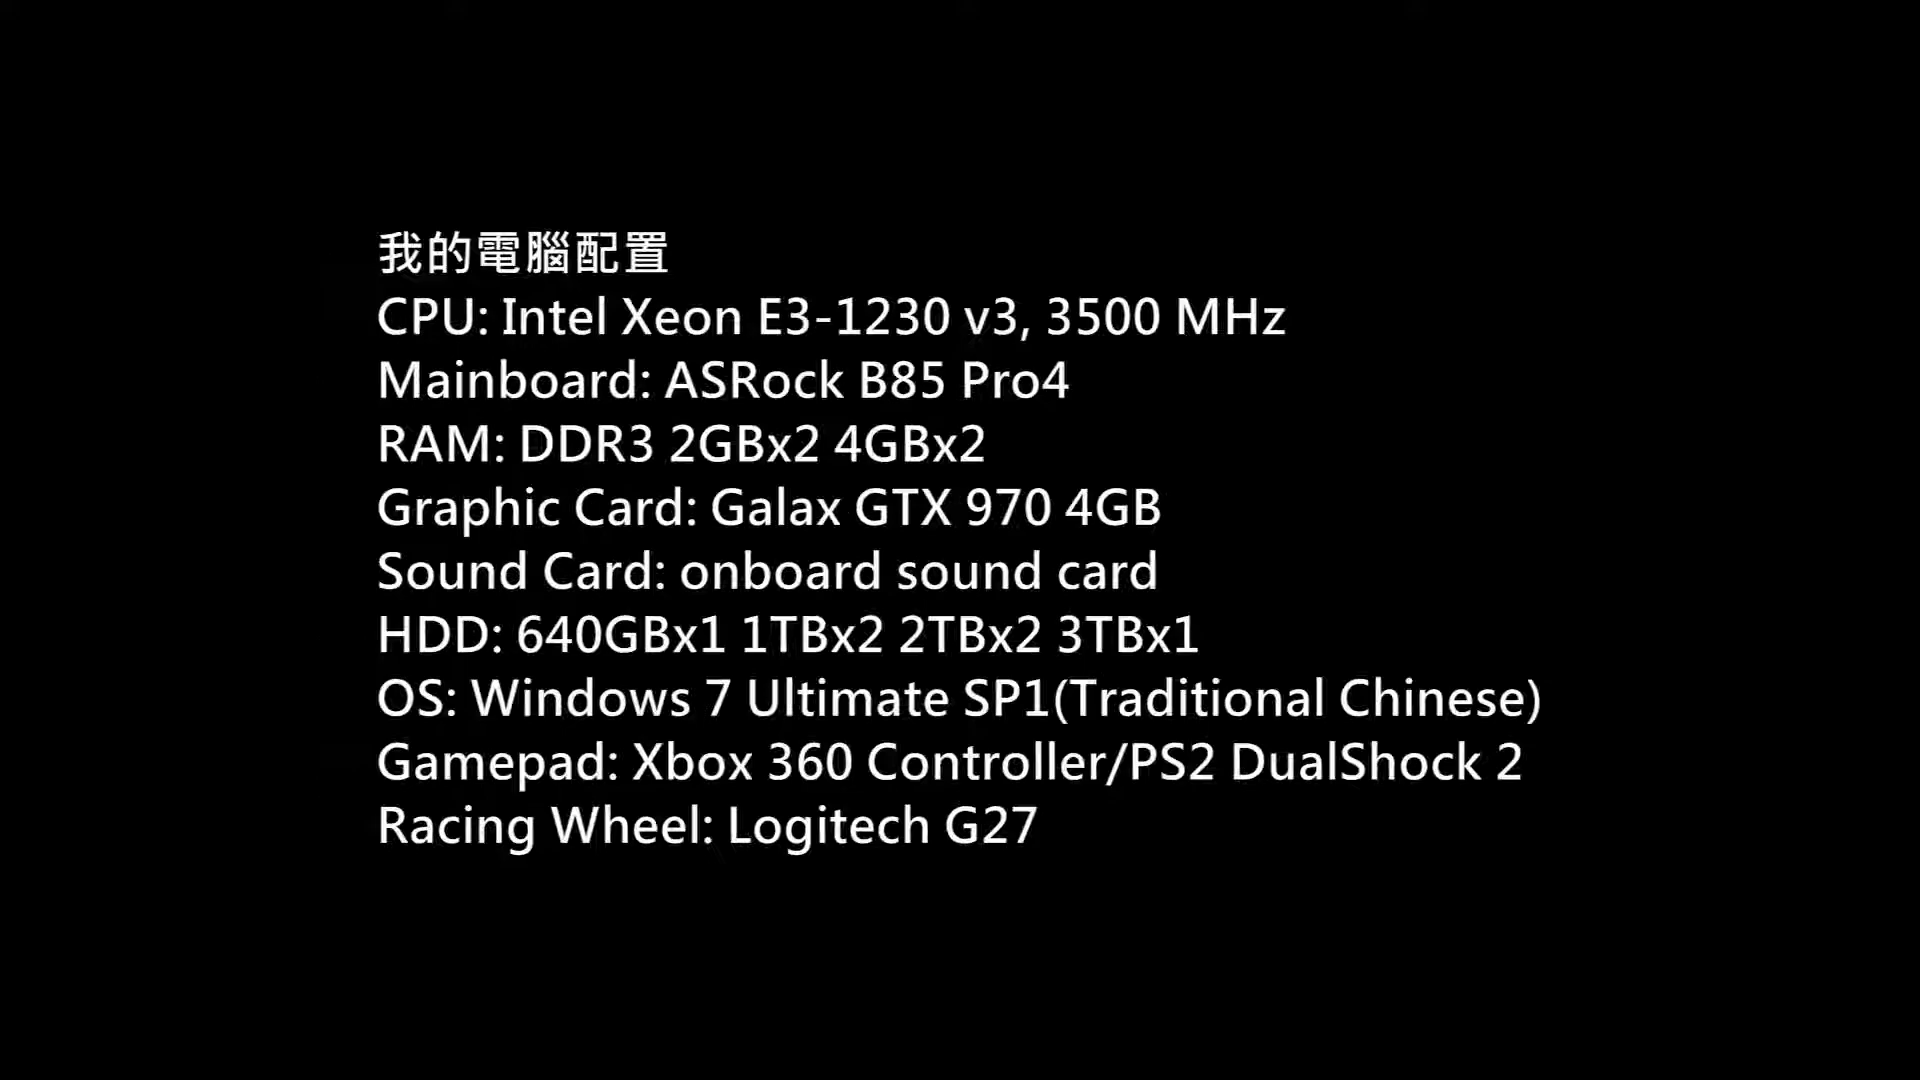 我的電腦配置
CPU: Intel Xeon E3-1230 v3, 3500 MHz
Mainboard: ASRock B85 Pro4
RAM: DDR3 2GBx2 4GBx2
Graphic Card: Galax GTX 970 4GB
Sound Card: onboard sound card
HDD: 640GBx1 1TBx2 2TBx2 3TBx1
OS: Windows 7 Ultimate SP1(Traditional Chinese)
Gamepad: Xbox 360 Controller/PS2 DualShock 2
Racing Wheel: Logitech G27